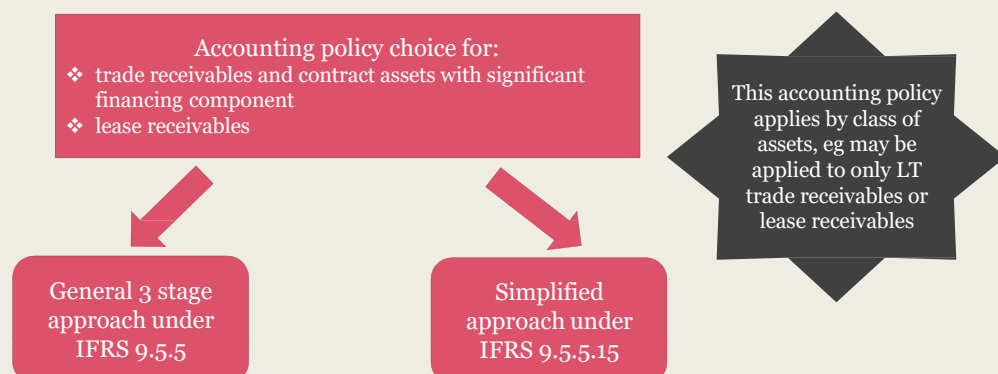 Accounting policy choice for:
❖ trade receivables and contract assets with significant
financing component
❖ lease receivables
This accounting policy
applies by class of
assets, eg may be
applied to only LT
trade receivables or
lease receivables
General 3 stage
approach under
IFRS 9.5.5
Simplified
approach under
IFRS 9.5.5.15